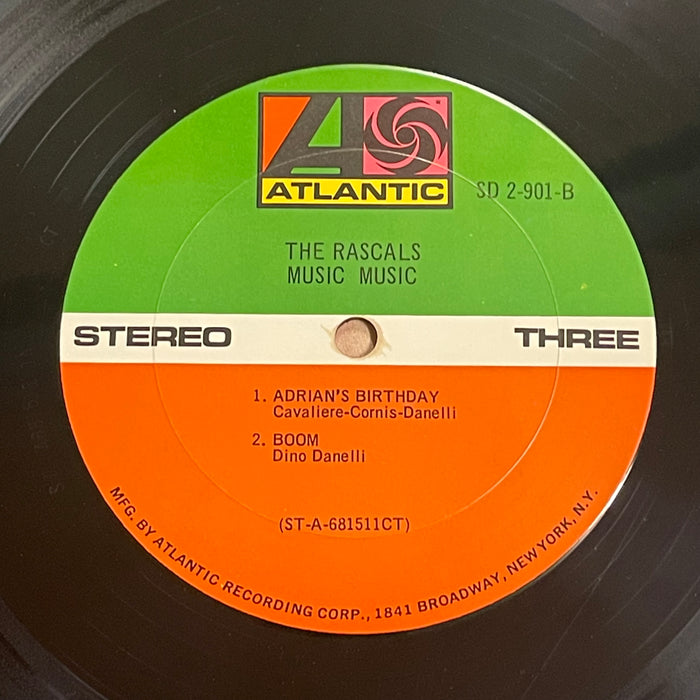 ATLANTIC
SD 2-901-B
THE RASCALS
MUSIC MUSIC
STEREO
THREE
1. ADRIAN'S BIRTHDAY
Cavaliere-Cornis-Danelli
2. BOOM
Dino Danelli
(ST-A-681511CT)
MFG. BY ATLANTIC RECORDING CORP., 1841 BROADWAY, NEW YORK, N.Y.